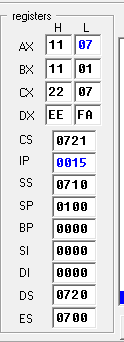 registers
H L
AX 11 07
BX 11 01
CX 22 07
DX EE FA
CS 0721
IP 0015
SS 0710
SP 0100
BP 0000
SI 0000
DI 0000
DS 0720
ES 0700